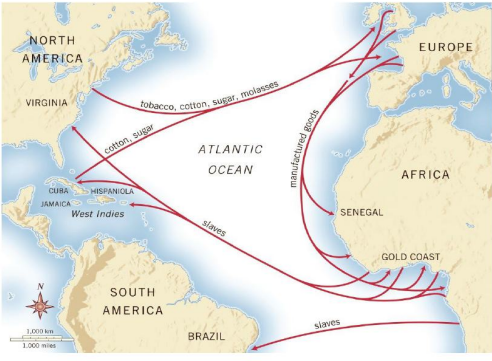 NORTH
AMERICA
EUROPE
VIRGINIA
tobacco, cotton, sugar, molasses
cotton, sugar
ATLANTIC
OCEAN
manufactured goods
AFRICA
CUBA
HISPANIOLA
JAMAICA
West Indies
SENEGAL
slaves
GOLD COAST
N
SOUTH
AMERICA
1,000 km
1,000 miles
BRAZIL
slaves